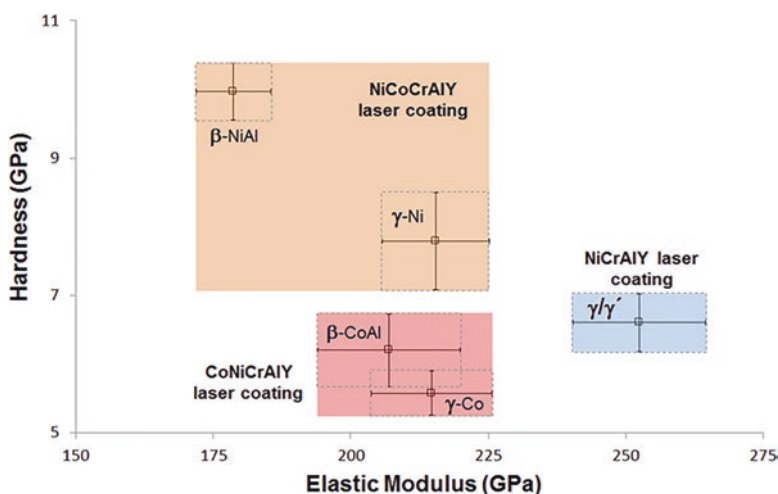 11
9
7
5
Hardness (GPa)
NiCoCrAlY
laser coating
β-NiAl
γ-Ni
NiCrAlY laser
coating
γ/γ´
β-CoAl
CoNiCrAlY
laser coating
γ-Co
150
175
200
225
250
275
Elastic Modulus (GPa)